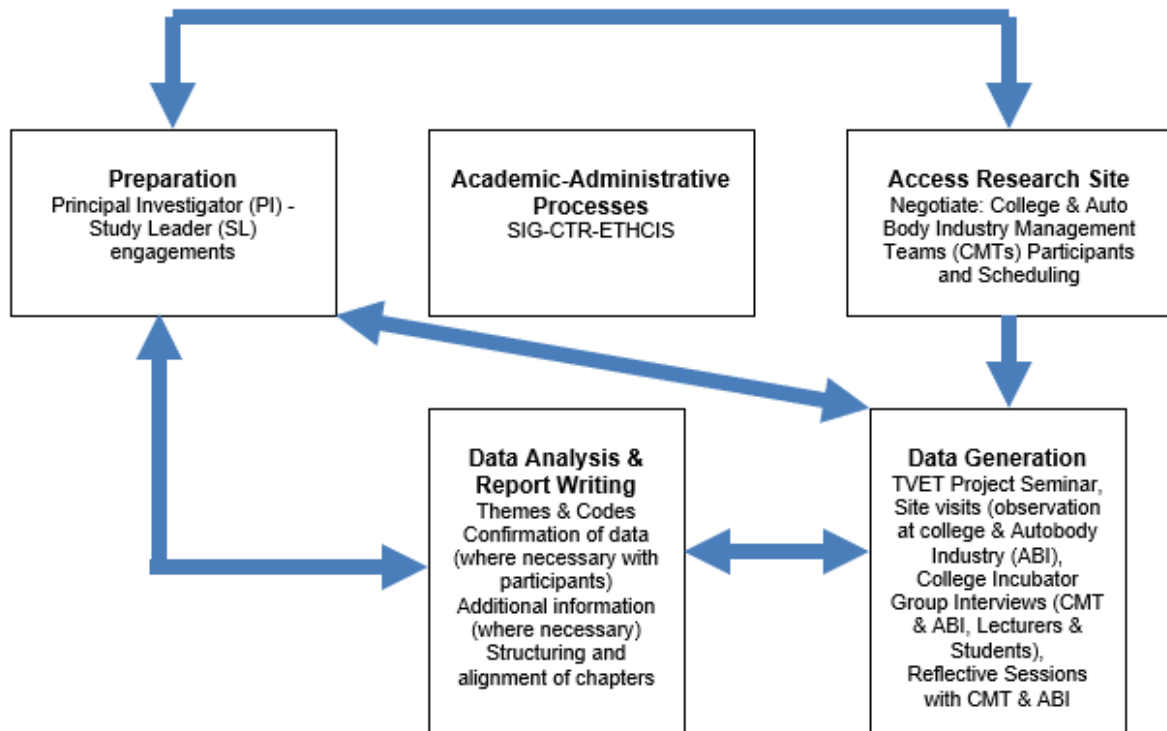 Preparation
Principal Investigator (PI) -
Study Leader (SL)
engagements
Academic-Administrative
Processes
SIG-CTR-ETHCIS
Access Research Site
Negotiate: College & Auto
Body Industry Management
Teams (CMTs) Participants
and Scheduling
Data Analysis &
Report Writing
Themes & Codes
Confirmation of data
(where necessary with
participants)
Additional information
(where necessary)
Structuring and
alignment of chapters
Data Generation
TVET Project Seminar,
Site visits (observation
at college & Autobody
Industry (ABI),
College Incubator
Group Interviews (CMT
& ABI, Lecturers &
Students),
Reflective Sessions
with CMT & ABI